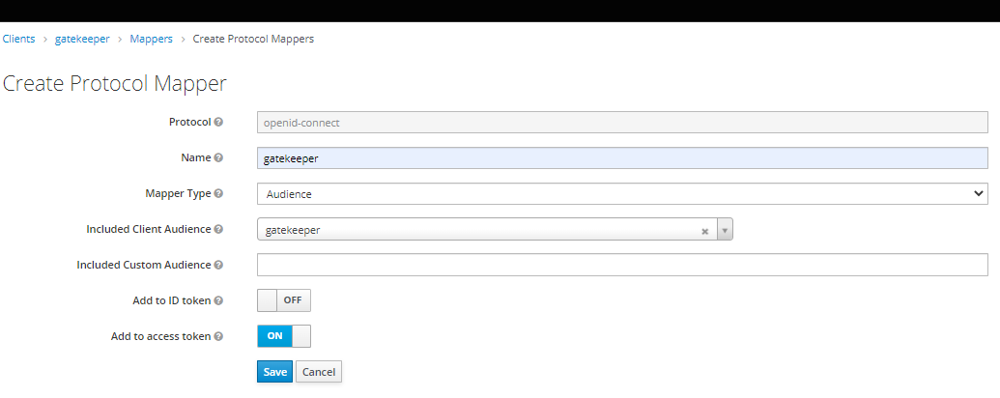 Clients > gatekeeper > Mappers > Create Protocol Mappers
Create Protocol Mapper
Protocol ? openid-connect
Name ? gatekeeper
Mapper Type ? Audience
Included Client Audience ? gatekeeper ×
Included Custom Audience ?
Add to ID token ? OFF
Add to access token ? ON
Save Cancel